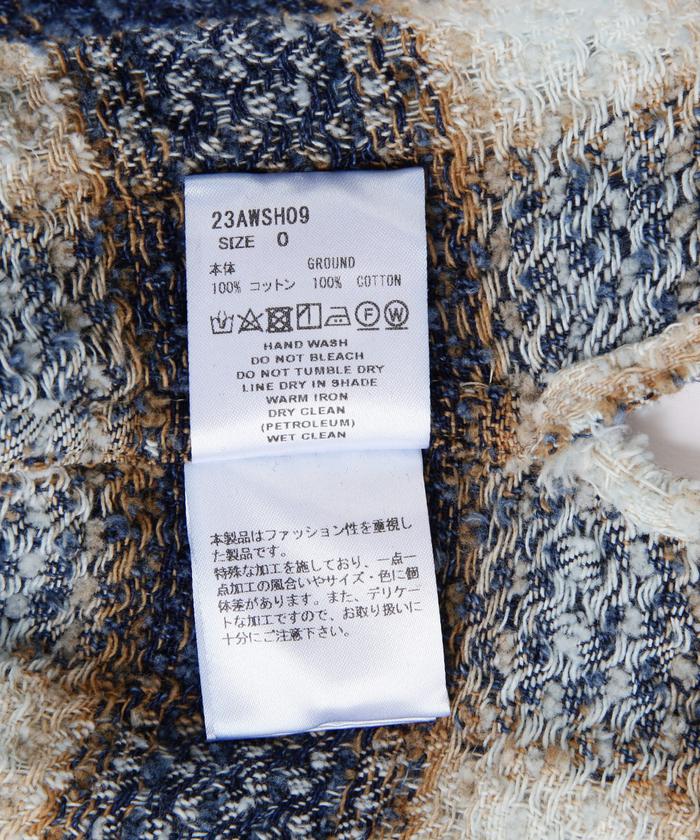 23AWSH09
SIZE 0
本体 GROUND
100% コットン 100% COTTON
F W
HAND WASH
DO NOT BLEACH
DO NOT TUMBLE DRY
LINE DRY IN SHADE
WARM IRON
DRY CLEAN
(PETROLEUM)
WET CLEAN
本製品はファッション性を重視し
た製品です。
特殊な加工を施しており、一点一
点加工の風合いやサイズ・色に個
体差があります。また、デリケー
トな加工ですので、お取り扱いに
十分にご注意下さい。